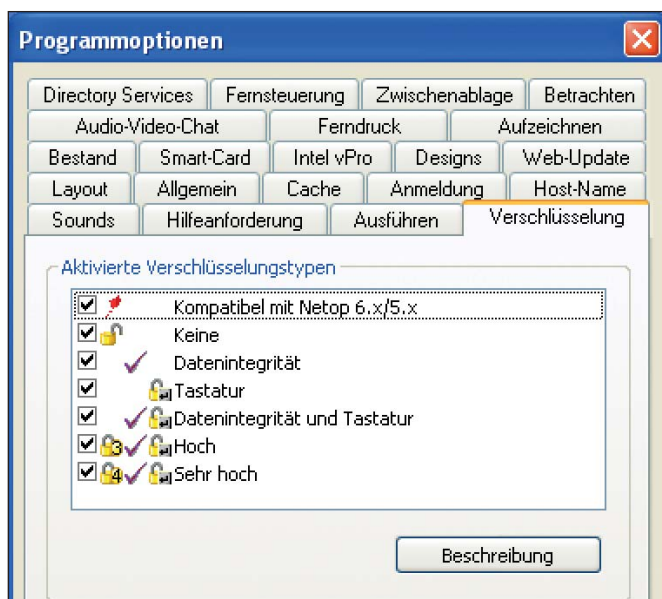 Programmoptionen
Directory Services Fernsteuerung Zwischenablage Betrachten
Audio-Video-Chat Ferndruck Aufzeichnen
Bestand Smart-Card Intel vPro Designs Web-Update
Layout Allgemein Cache Anmeldung Host-Name
Sounds Hilfeanforderung Ausführen Verschlüsselung
Aktivierte Verschlüsselungstypen
Kompatibel mit Netop 6.x/5.x
Keine
Datenintegrität
Tastatur
Datenintegrität und Tastatur
3 Hoch
4 Sehr hoch
Beschreibung